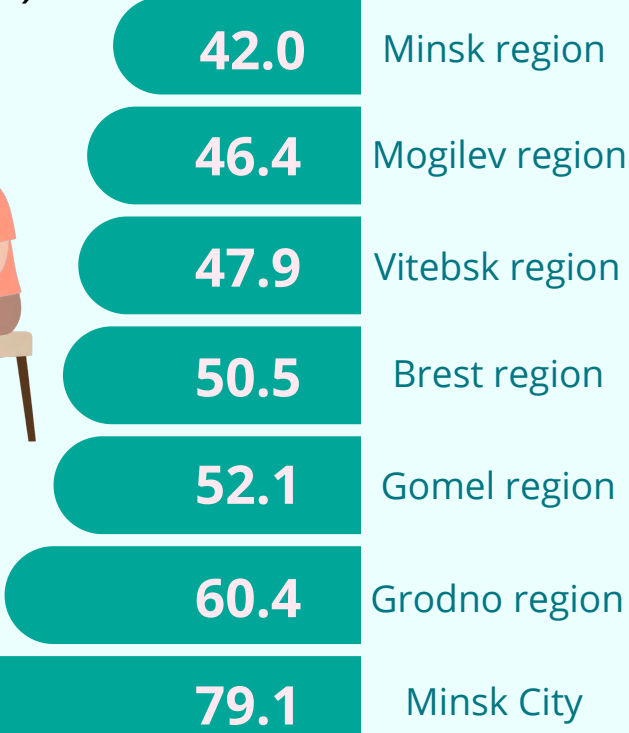 42.0 Minsk region
46.4 Mogilev region
47.9 Vitebsk region
50.5 Brest region
52.1 Gomel region
60.4 Grodno region
79.1 Minsk City